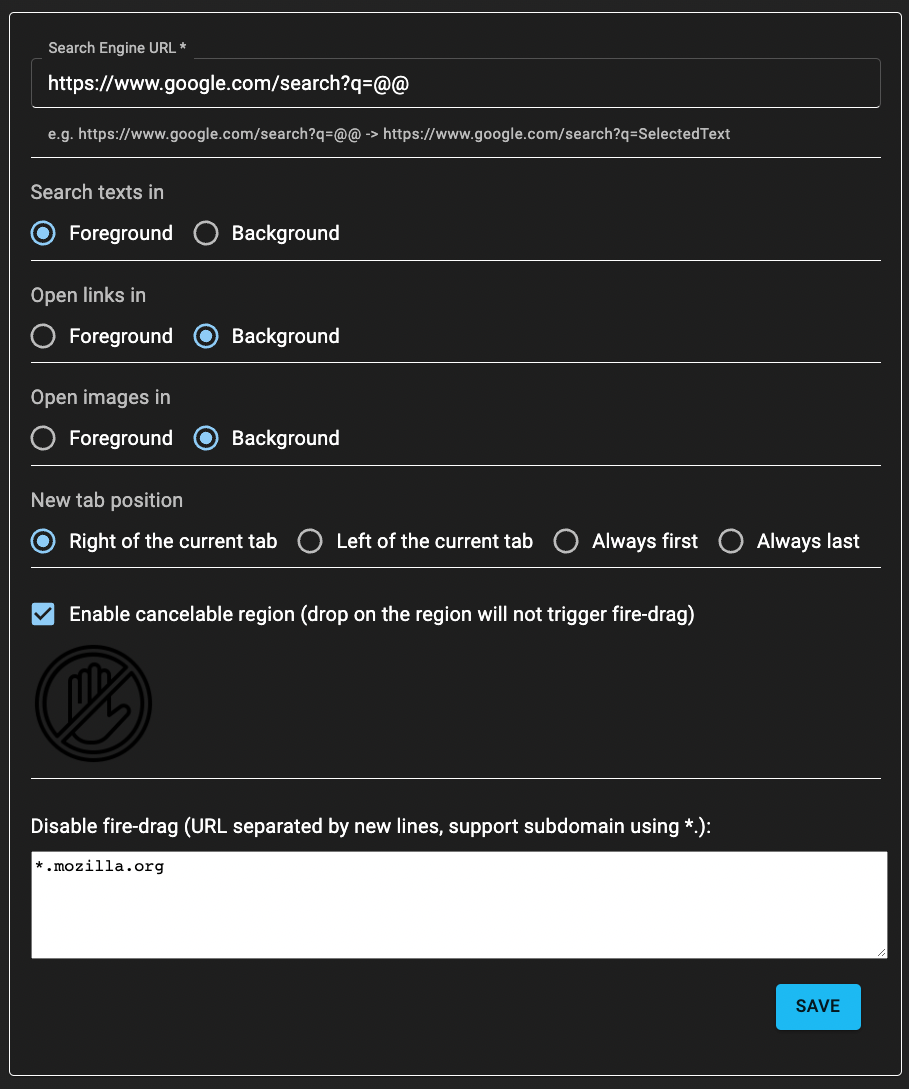 Search Engine URL *
https://www.google.com/search?q=@@
e.g. https://www.google.com/search?q=@@ -> https://www.google.com/search?q=SelectedText
Search texts in
Foreground Background
Open links in
Foreground Background
Open images in
Foreground Background
New tab position
Right of the current tab Left of the current tab Always first Always last
Enable cancelable region (drop on the region will not trigger fire-drag)
Disable fire-drag (URL separated by new lines, support subdomain using *.):
*.mozilla.org
SAVE